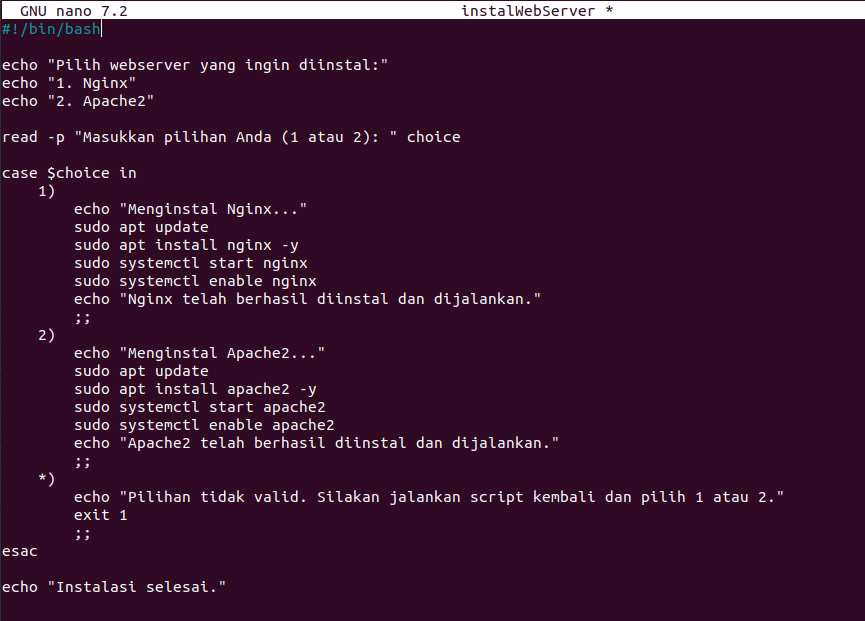 GNU nano 7.2 instalWebServer *
#!/bin/bash
echo "Pilih webserver yang ingin diinstal:"
echo "1. Nginx"
echo "2. Apache2"
read -p "Masukkan pilihan Anda (1 atau 2): " choice
case $choice in
    1)
        echo "Menginstal Nginx..."
        sudo apt update
        sudo apt install nginx -y
        sudo systemctl start nginx
        sudo systemctl enable nginx
        echo "Nginx telah berhasil diinstal dan dijalankan."
        ;;
    2)
        echo "Menginstal Apache2..."
        sudo apt update
        sudo apt install apache2 -y
        sudo systemctl start apache2
        sudo systemctl enable apache2
        echo "Apache2 telah berhasil diinstal dan dijalankan."
        ;;
    *)
        echo "Pilihan tidak valid. Silakan jalankan script kembali dan pilih 1 atau 2."
        exit 1
        ;;
esac
echo "Instalasi selesai."